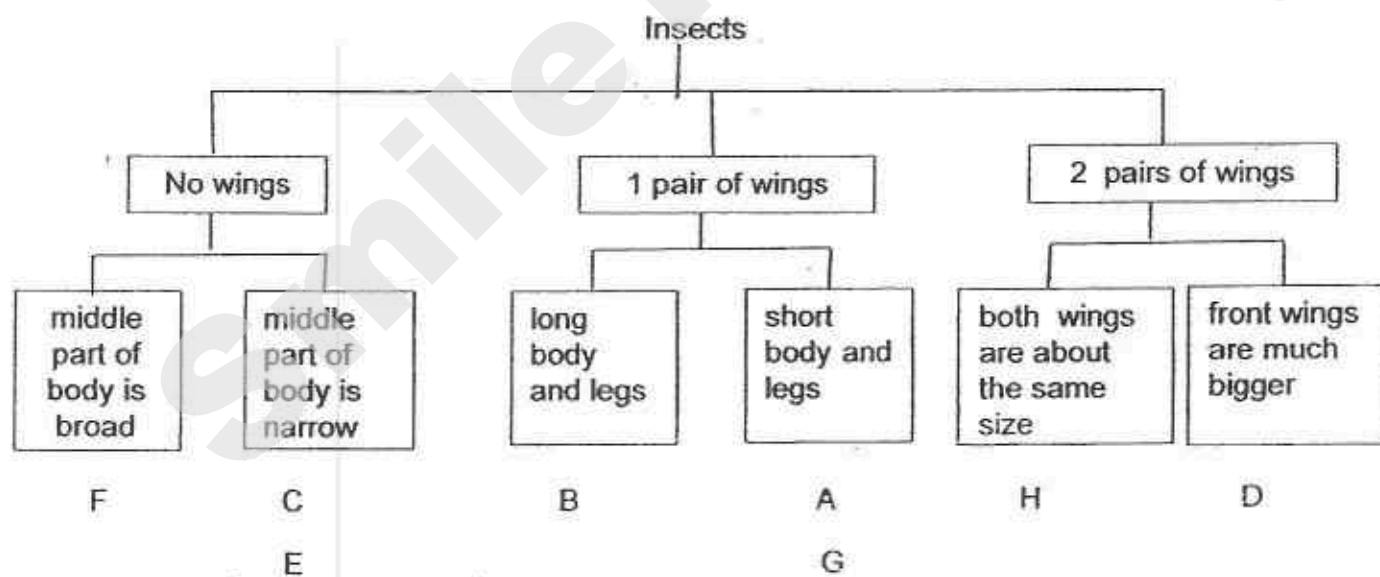 Insects
No wings
1 pair of wings
2 pairs of wings
middle
part of
body is
broad
middle
part of
body is
narrow
long
body
and legs
short
body and
legs
both wings
are about
the same
size
front wings
are much
bigger
F
C
B
A
H
D
E
G
smile